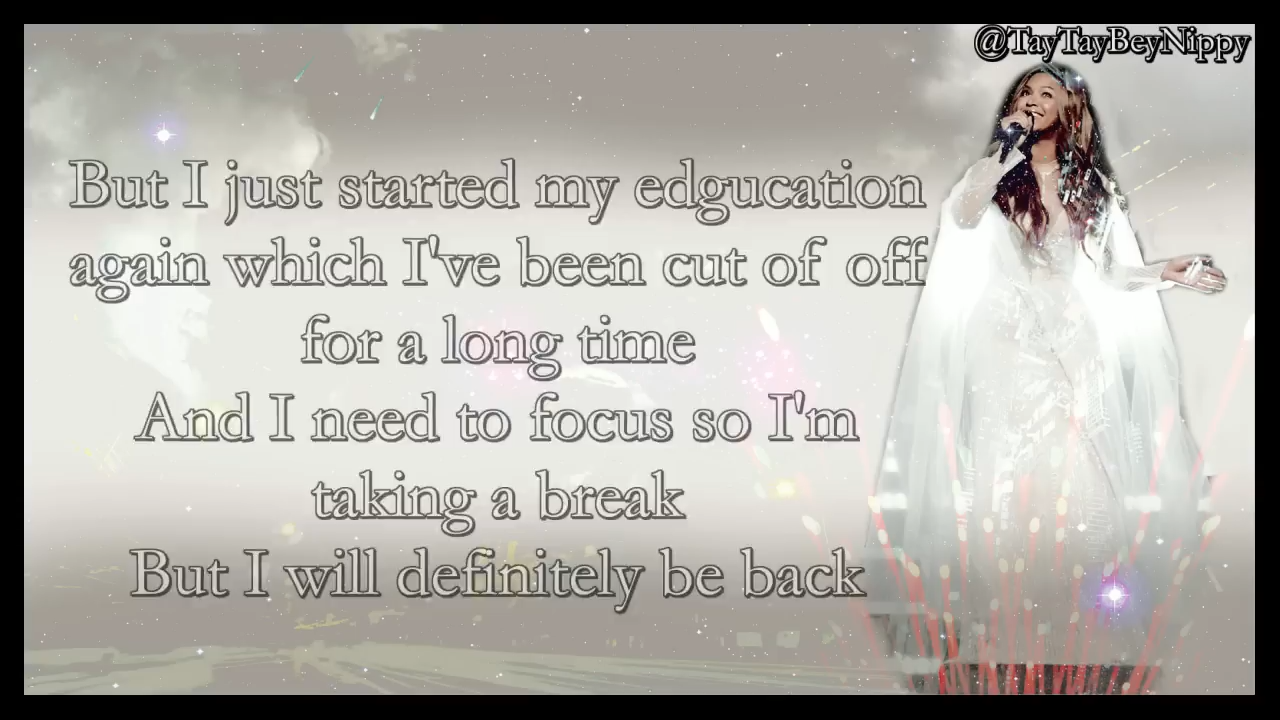 @TayTayBeyNippy
But I just started my edgucation
again which I've been cut of off
for a long time
And I need to focus so I'm
taking a break
But I will definitely be back